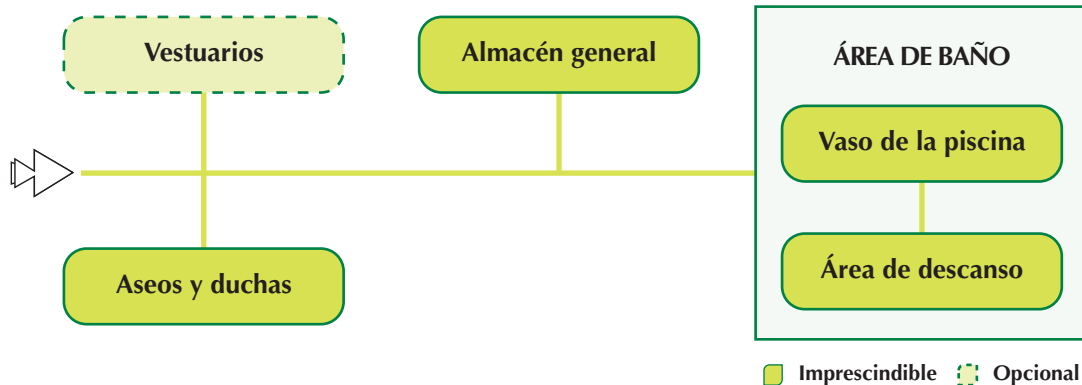 Vestuarios
Almacén general
ÁREA DE BAÑO
Vaso de la piscina
Aseos y duchas
Área de descanso
Imprescindible
Opcional